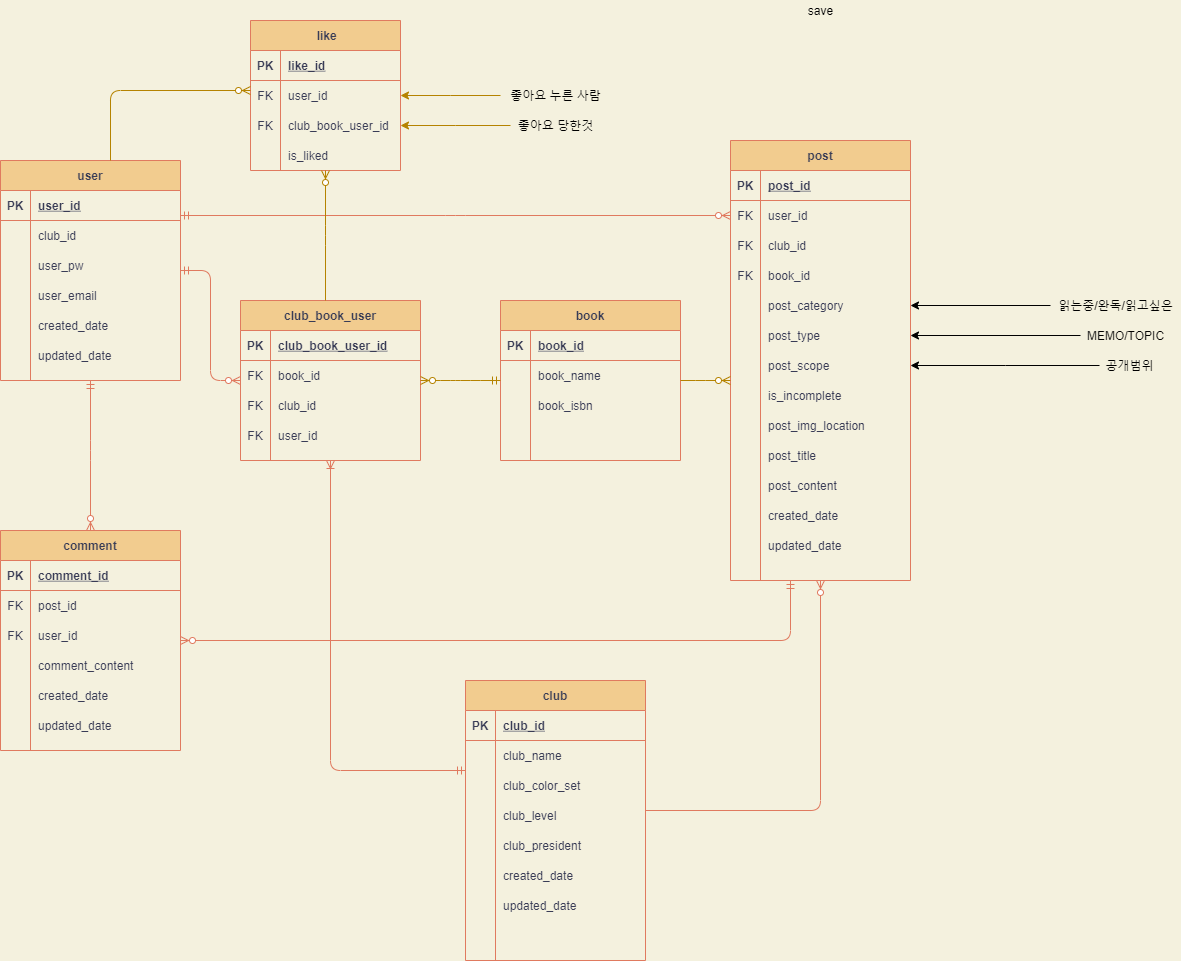 save
like
PK like_id
FK user_id
좋아요 누른 사람
FK club_book_user_id
좋아요 당한것
is_liked
user
PK user_id
club_id
user_pw
user_email
created_date
updated_date
post
PK post_id
FK user_id
FK club_id
FK book_id
post_category
읽는중/완독/읽고싶은
post_type
MEMO/TOPIC
post_scope
공개범위
is_incomplete
post_img_location
post_title
post_content
created_date
updated_date
club_book_user
PK club_book_user_id
FK book_id
FK club_id
FK user_id
book
PK book_id
book_name
book_isbn
comment
PK comment_id
FK post_id
FK user_id
comment_content
created_date
updated_date
club
PK club_id
club_name
club_color_set
club_level
club_president
created_date
updated_date